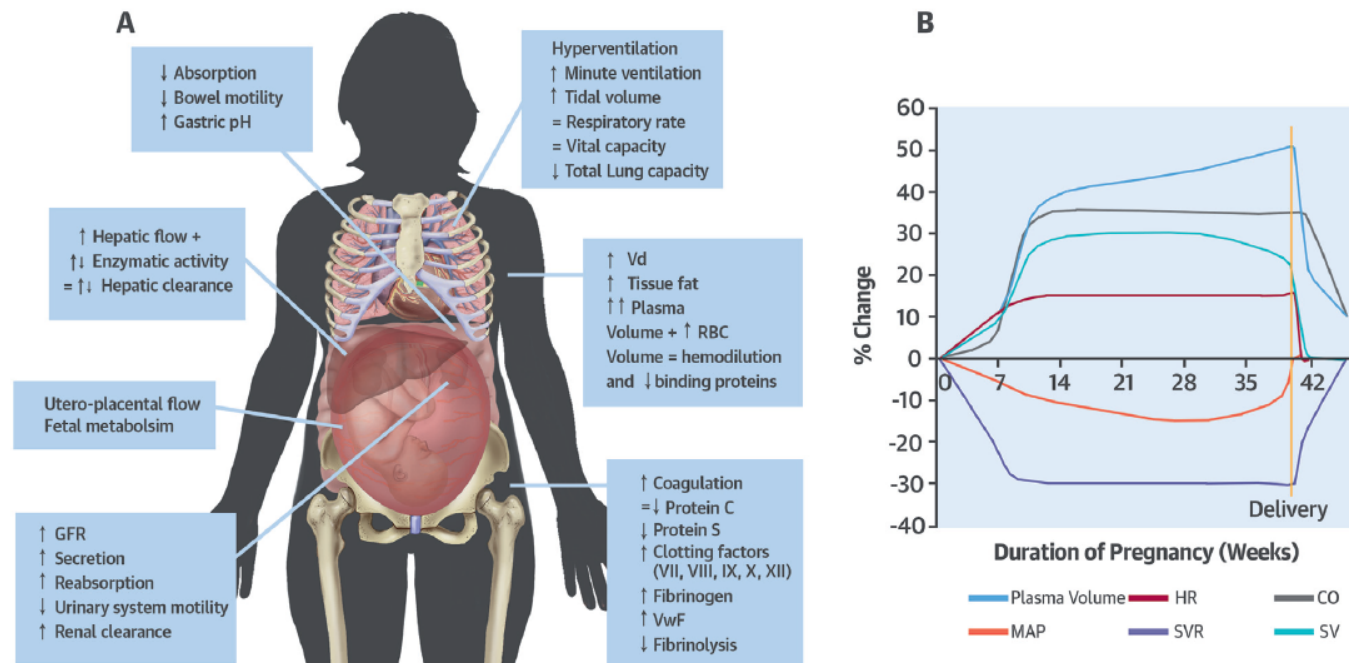 A
↓ Absorption
↓ Bowel motility
↑ Gastric pH
Hyperventilation
↑ Minute ventilation
↑ Tidal volume
= Respiratory rate
= Vital capacity
↓ Total Lung capacity
↑ Hepatic flow +
↑↓ Enzymatic activity
= ↑↓ Hepatic clearance
↑ Vd
↑ Tissue fat
↑↑ Plasma
Volume + ↑ RBC
Volume = hemodilution
and ↓ binding proteins
Utero-placental flow
Fetal metabolsim
↑ GFR
↑ Secretion
↑ Reabsorption
↓ Urinary system motility
↑ Renal clearance
↑ Coagulation
=↓ Protein C
↓ Protein S
↑ Clotting factors
(VII, VIII, IX, X, XII)
↑ Fibrinogen
↑ VwF
↓ Fibrinolysis
B
% Change
60
50
40
30
20
10
0
-10
-20
-30
-40
0 7 14 21 28 35 42
Delivery
Duration of Pregnancy (Weeks)
Plasma Volume HR CO
MAP SVR SV